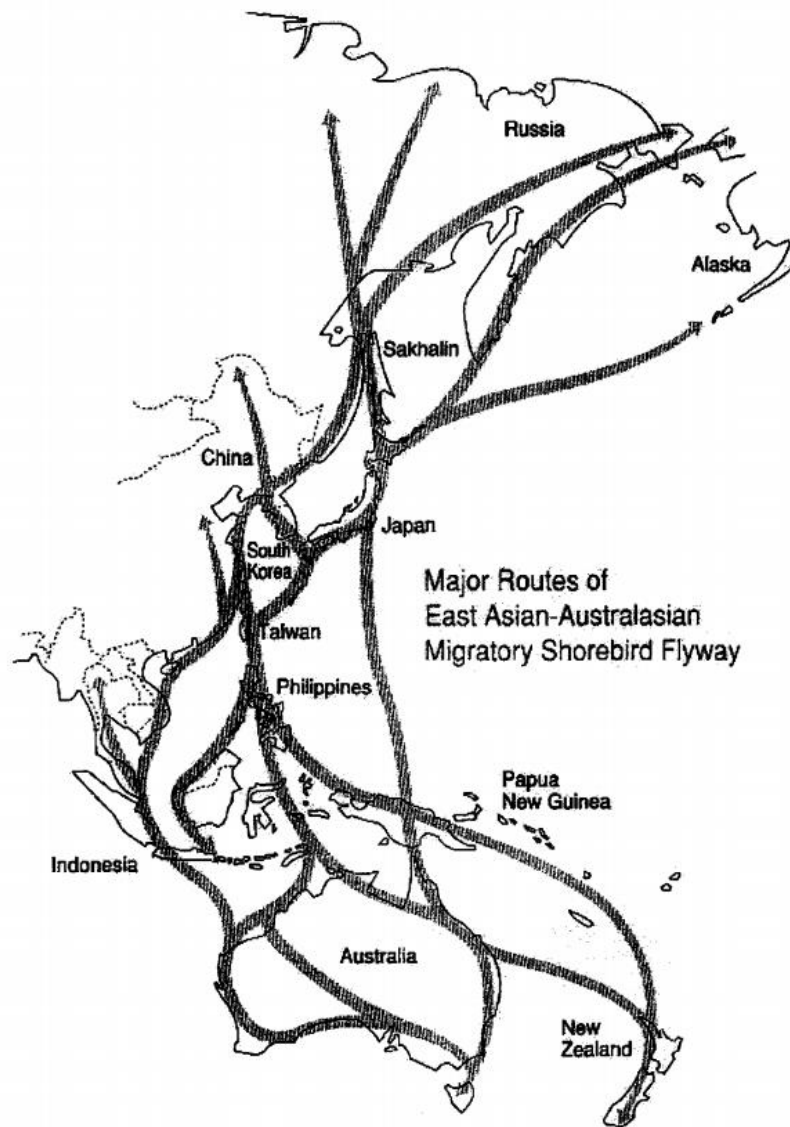 Russia
Alaska
Sakhalin
China
Japan
South
Korea
Major Routes of
East Asian-Australasian
Migratory Shorebird Flyway
Taiwan
Philippines
Papua
New Guinea
Indonesia
Australia
New
Zealand